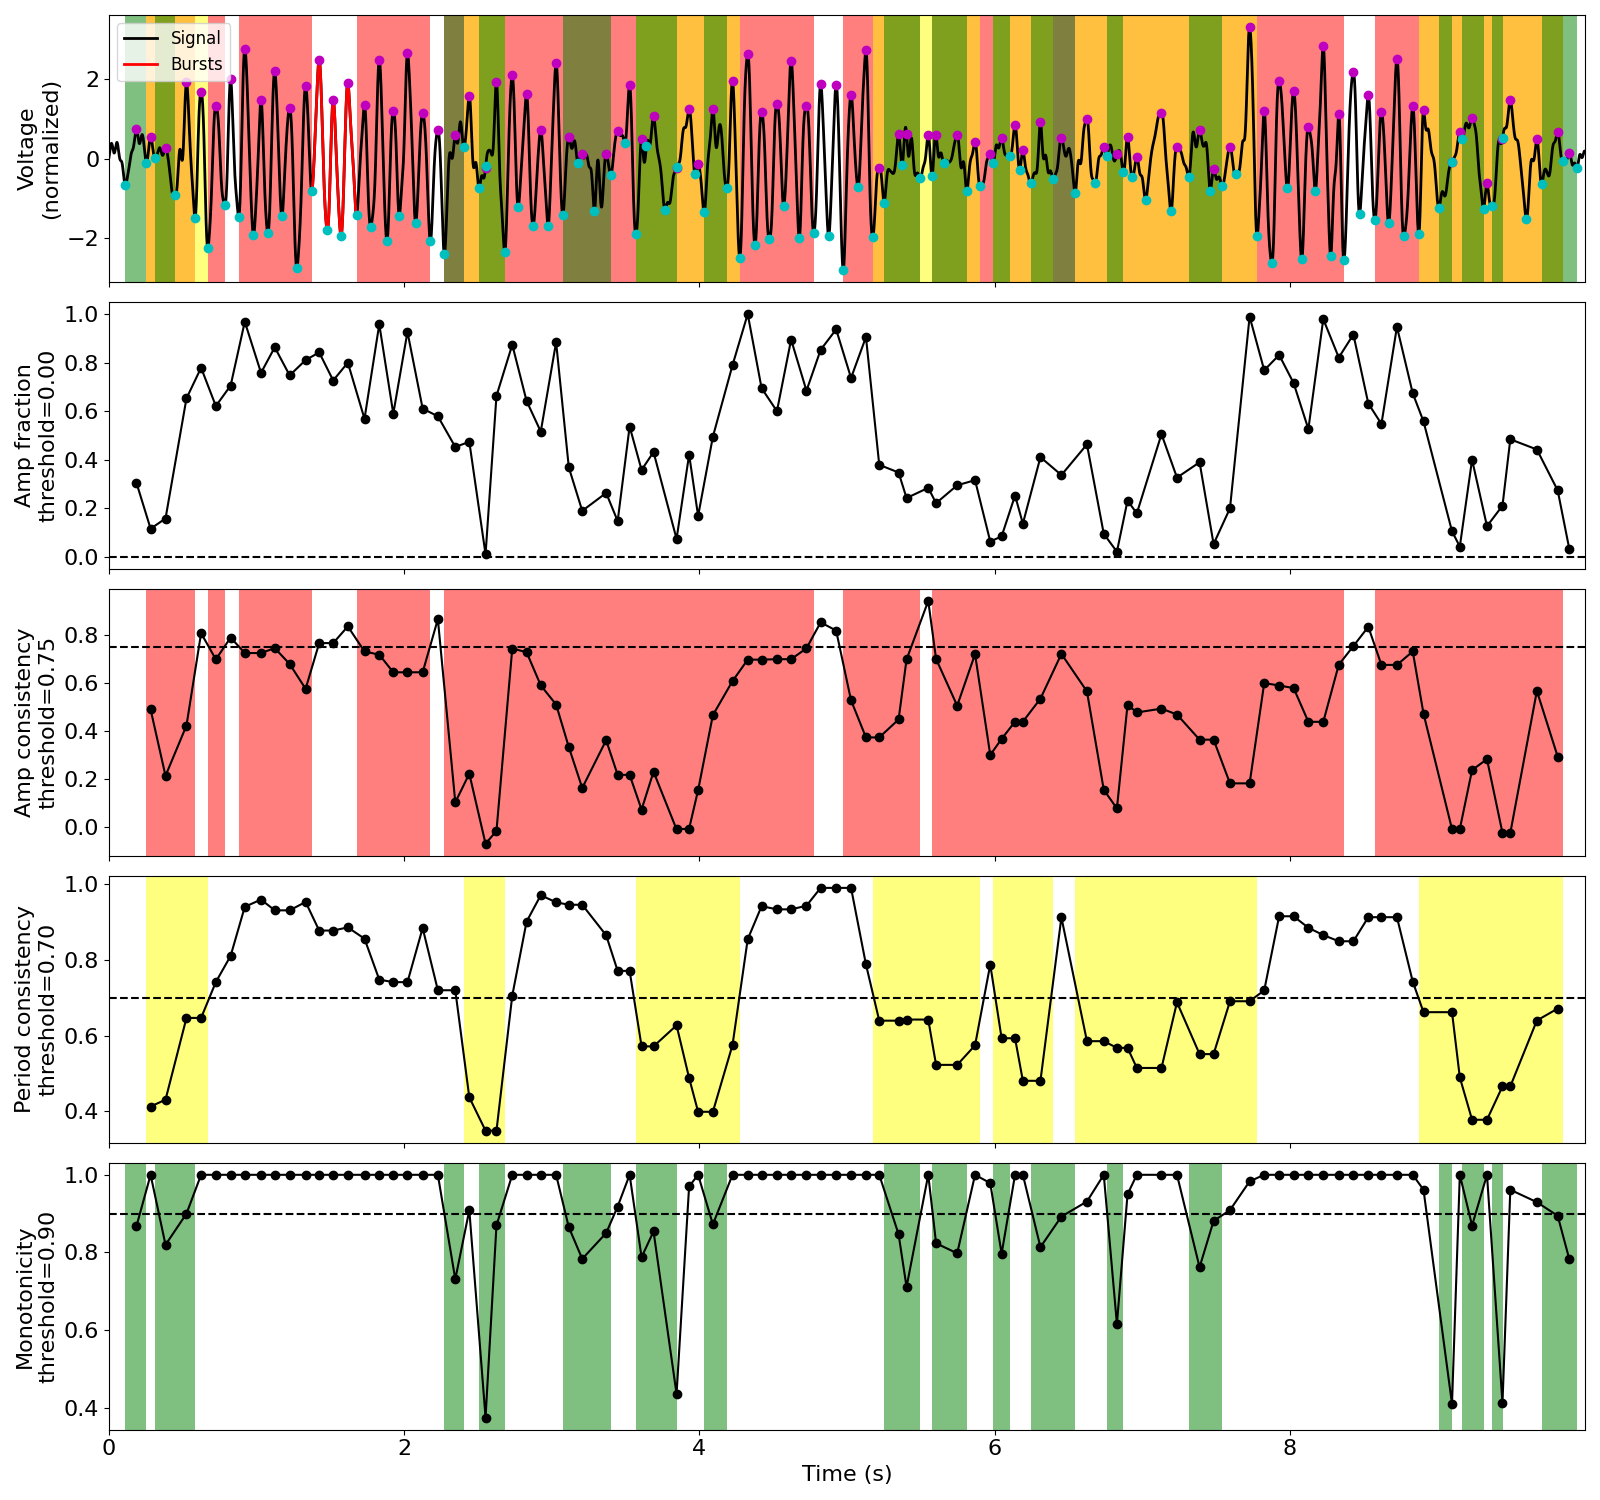 Voltage
(normalized)
2
0
−2
Signal
Bursts
Amp fraction
threshold=0.00
1.0
0.8
0.6
0.4
0.2
0.0
Amp consistency
threshold=0.75
0.8
0.6
0.4
0.2
0.0
Period consistency
threshold=0.70
1.0
0.8
0.6
0.4
Monotonicity
threshold=0.90
1.0
0.8
0.6
0.4
0
2
4
6
8
Time (s)